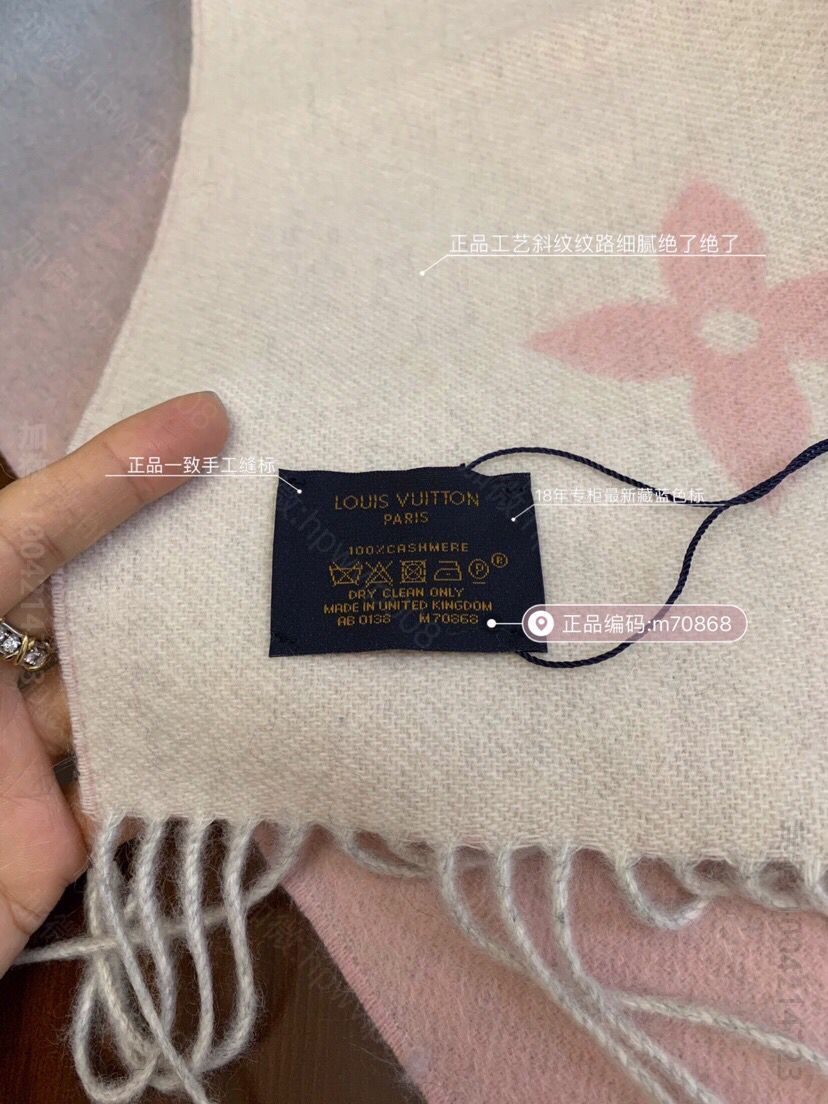 正品工艺斜纹纹路细腻绝了绝了
正品一致手工缝标
18年专柜最新藏蓝色标
LOUIS VUITTON
PARIS
100%CASHMERE
P R
DRY CLEAN ONLY
MADE IN UNITED KINGDOM
AB 0138 M70868
正品编码:m70868